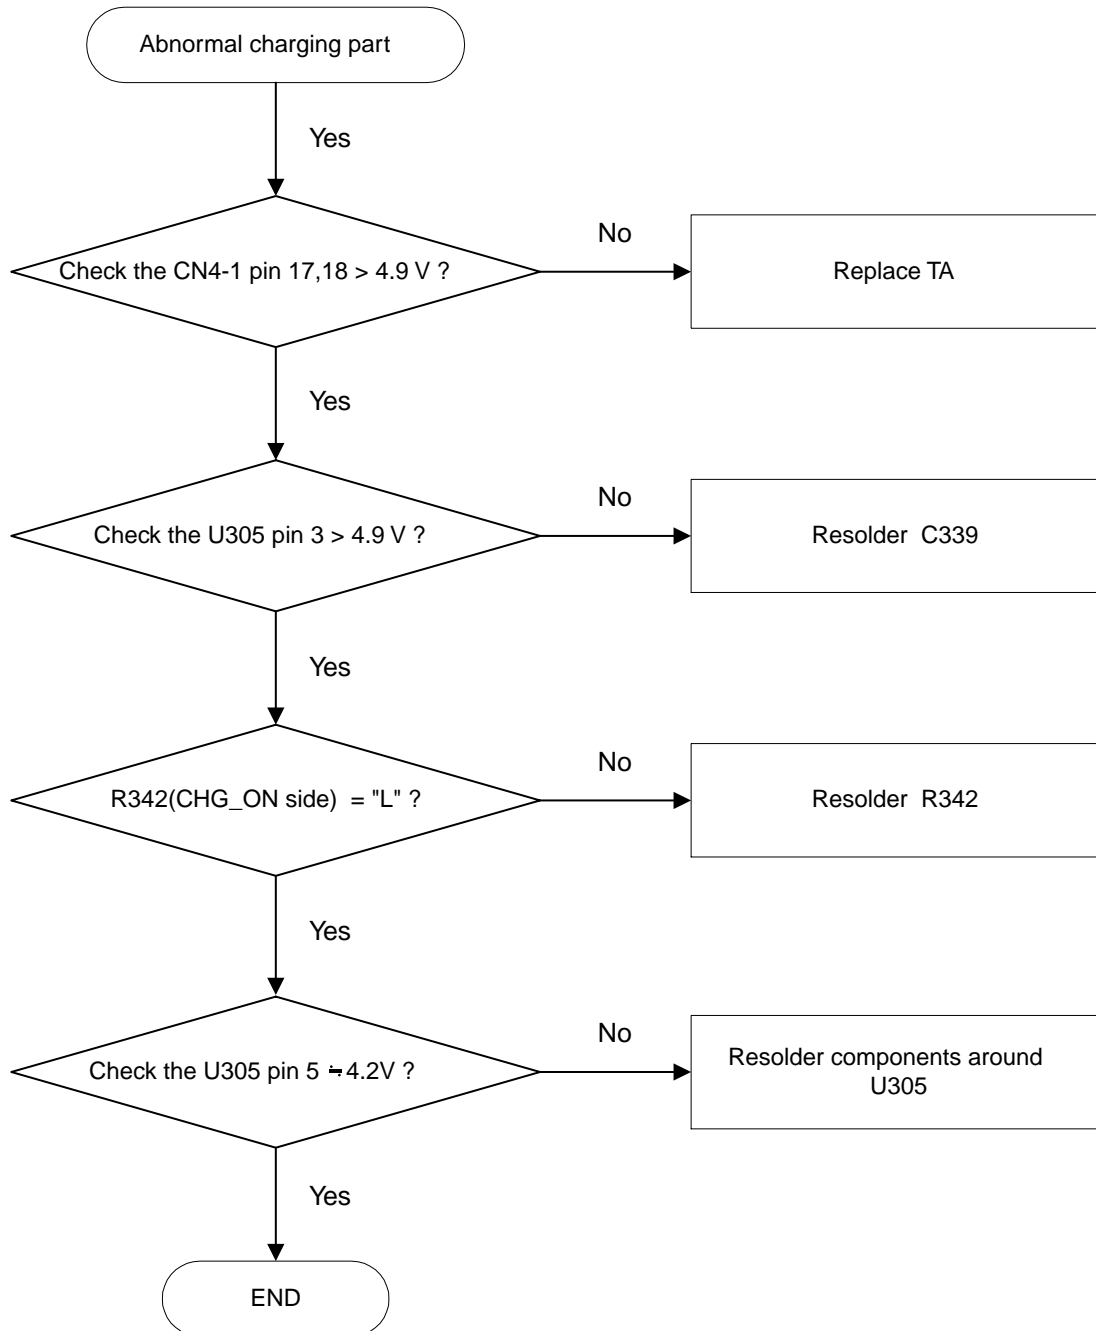 Abnormal charging part
Yes
Check the CN4-1 pin 17,18 > 4.9 V ?
No
Replace TA
Yes
Check the U305 pin 3 > 4.9 V ?
No
Resolder C339
Yes
R342(CHG_ON side) = "L" ?
No
Resolder R342
Yes
Check the U305 pin 5 ≒ 4.2V ?
No
Resolder components around
U305
Yes
END